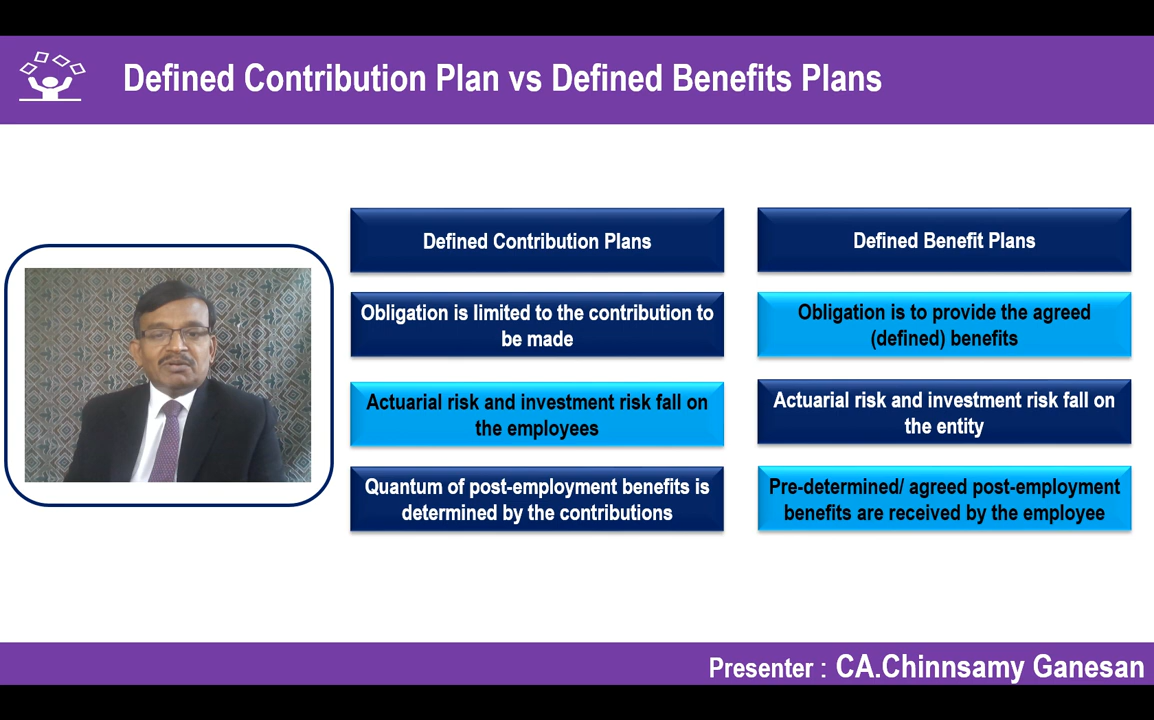 Defined Contribution Plan vs Defined Benefits Plans
Defined Contribution Plans
Defined Benefit Plans
Obligation is limited to the contribution to
be made
Obligation is to provide the agreed
(defined) benefits
Actuarial risk and investment risk fall on
the employees
Actuarial risk and investment risk fall on
the entity
Quantum of post-employment benefits is
determined by the contributions
Pre-determined/ agreed post-employment
benefits are received by the employee
Presenter : CA.Chinnsamy Ganesan